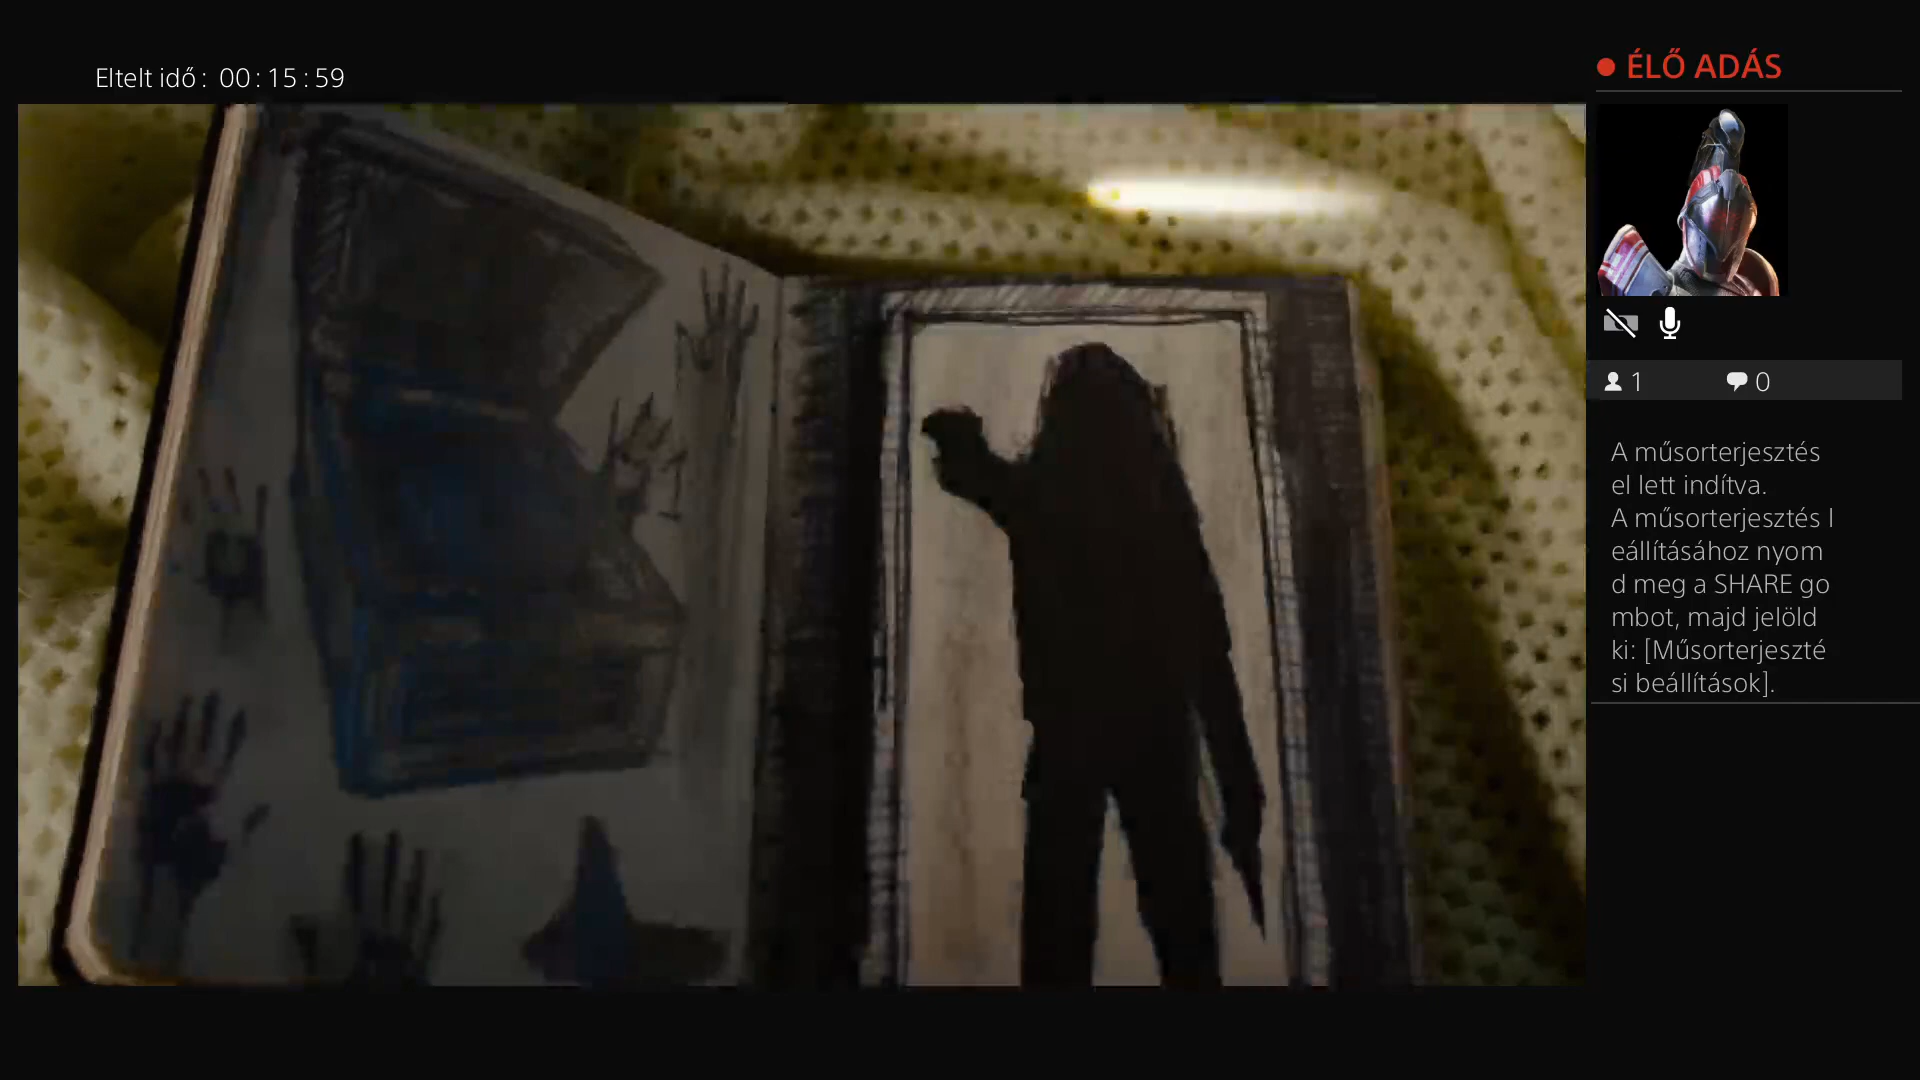 Eltelt idő: 00:15:59
ÉLŐ ADÁS
1
0
A műsorterjesztés
el lett indítva.
A műsorterjesztés l
eállításához nyom
d meg a SHARE go
mbot, majd jelöld
ki: [Műsorterjeszté
si beállítások].